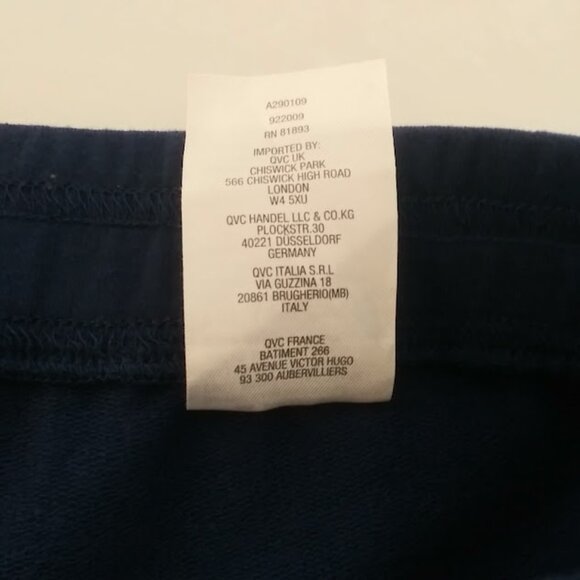 A290109
922009
RN 81893
IMPORTED BY:
QVC UK
CHISWICK PARK
566 CHISWICK HIGH ROAD
LONDON
W4 5XU
QVC HANDEL LLC & CO.KG
PLOCKSTR.30
40221 DUSSELDORF
GERMANY
QVC ITALIA S.R.L
VIA GUZZINA 18
20861 BRUGHERIO(MB)
ITALY
QVC FRANCE
BATIMENT 266
45 AVENUE VICTOR HUGO
93 300 AUBERVILLIERS